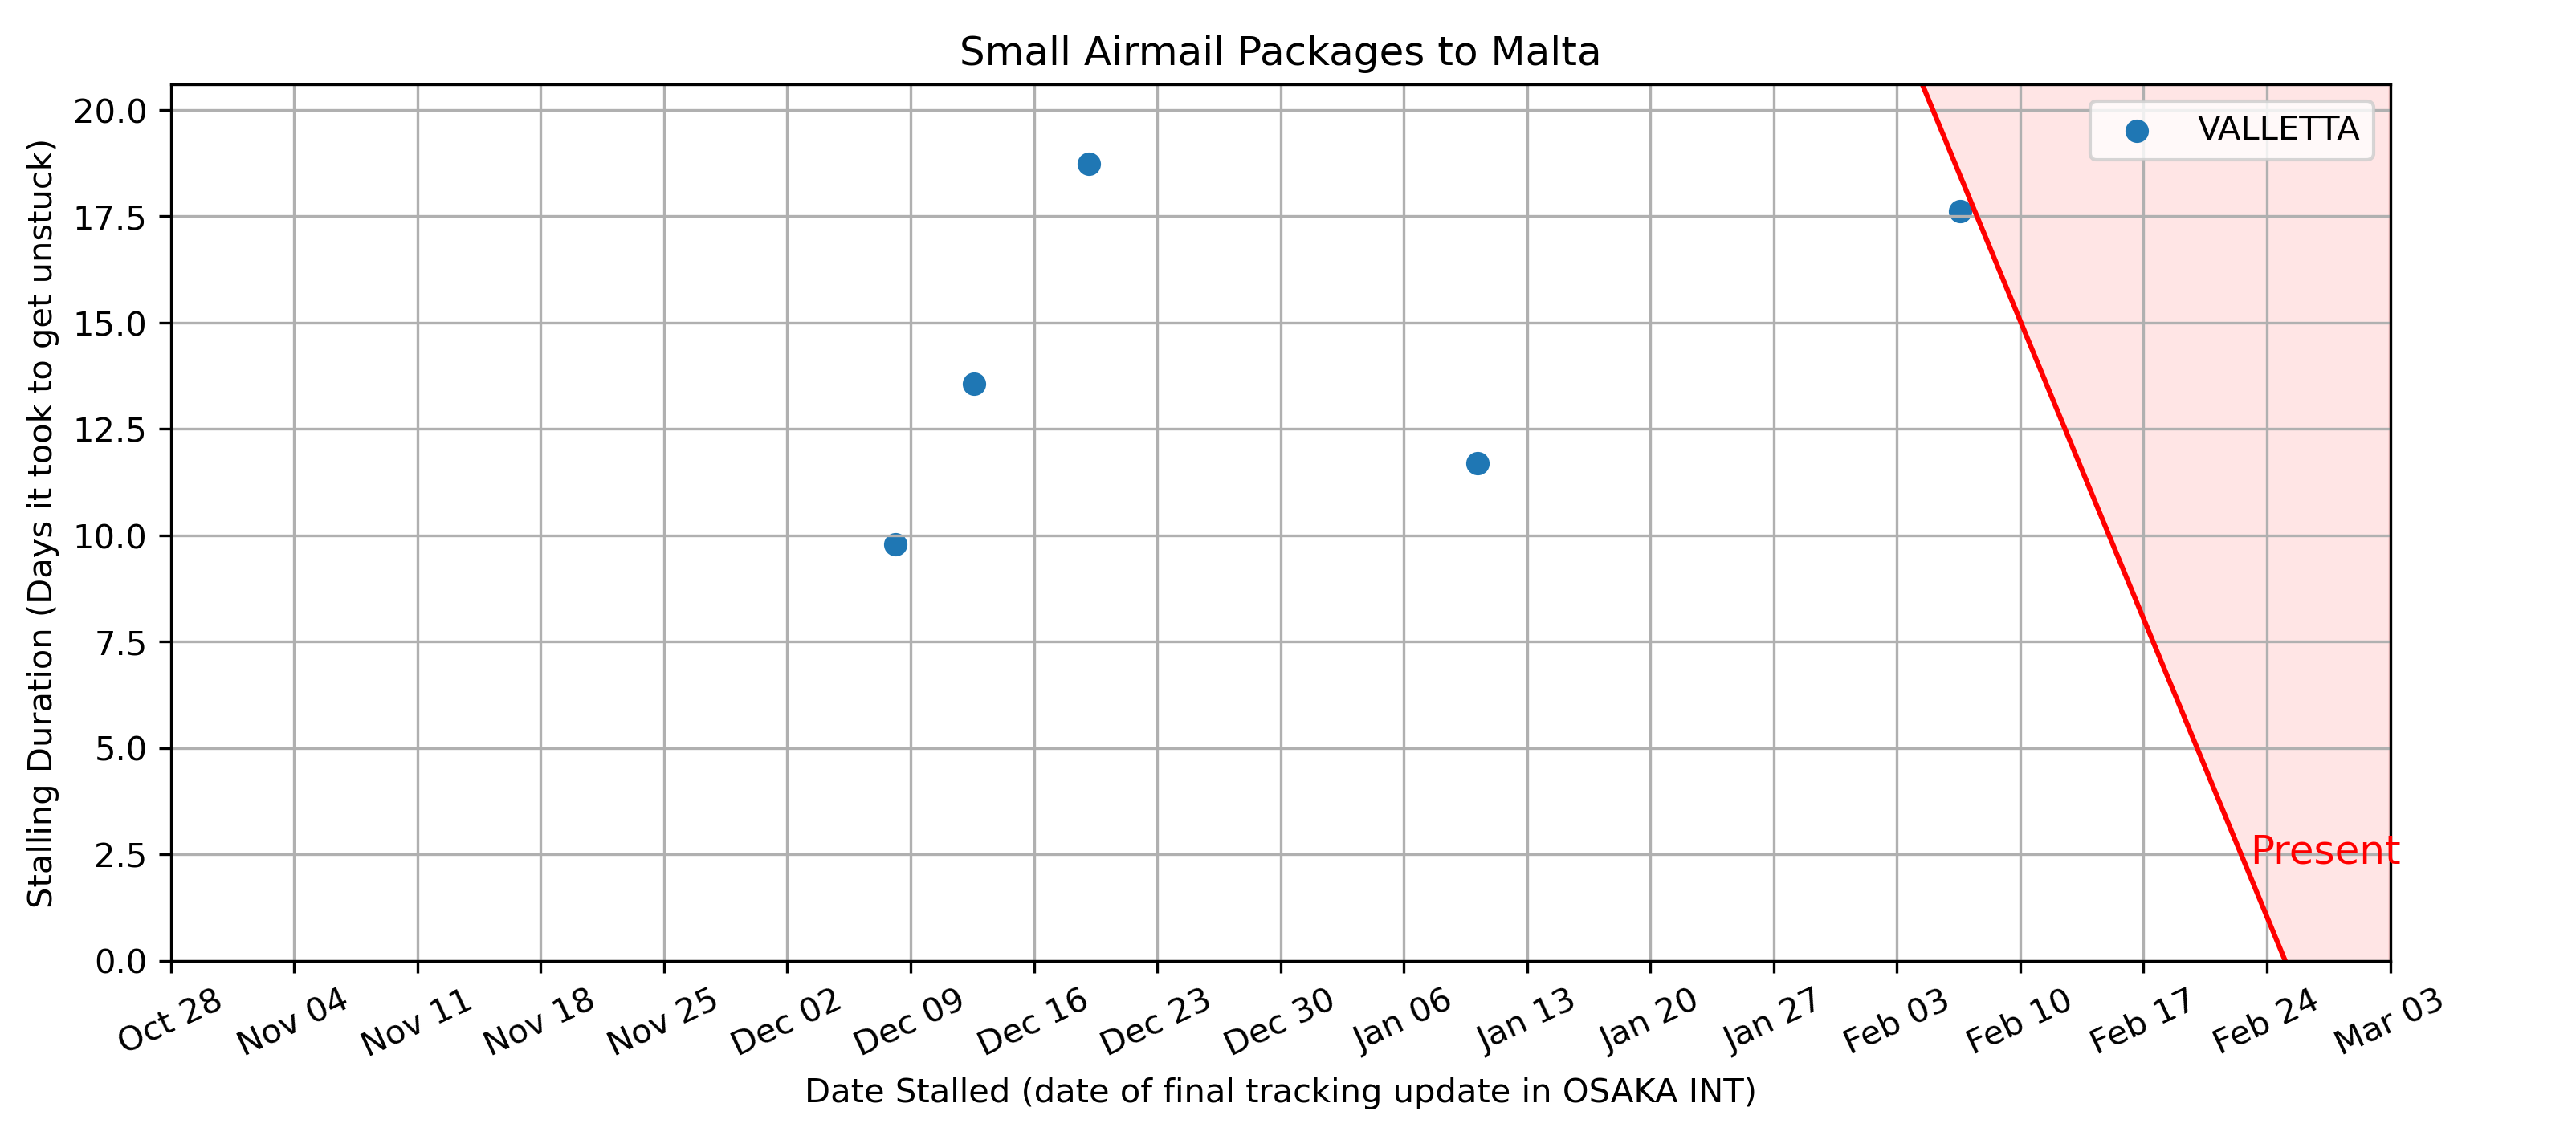 Small Airmail Packages to Malta
VALLETTA
20.0
17.5
15.0
12.5
10.0
7.5
5.0
2.5
0.0
Stalling Duration (Days it took to get unstuck)
Present
Oct 28
Nov 04
Nov 11
Nov 18
Nov 25
Dec 02
Dec 09
Dec 16
Dec 23
Dec 30
Jan 06
Jan 13
Jan 20
Jan 27
Feb 03
Feb 10
Feb 17
Feb 24
Mar 03
Date Stalled (date of final tracking update in OSAKA INT)